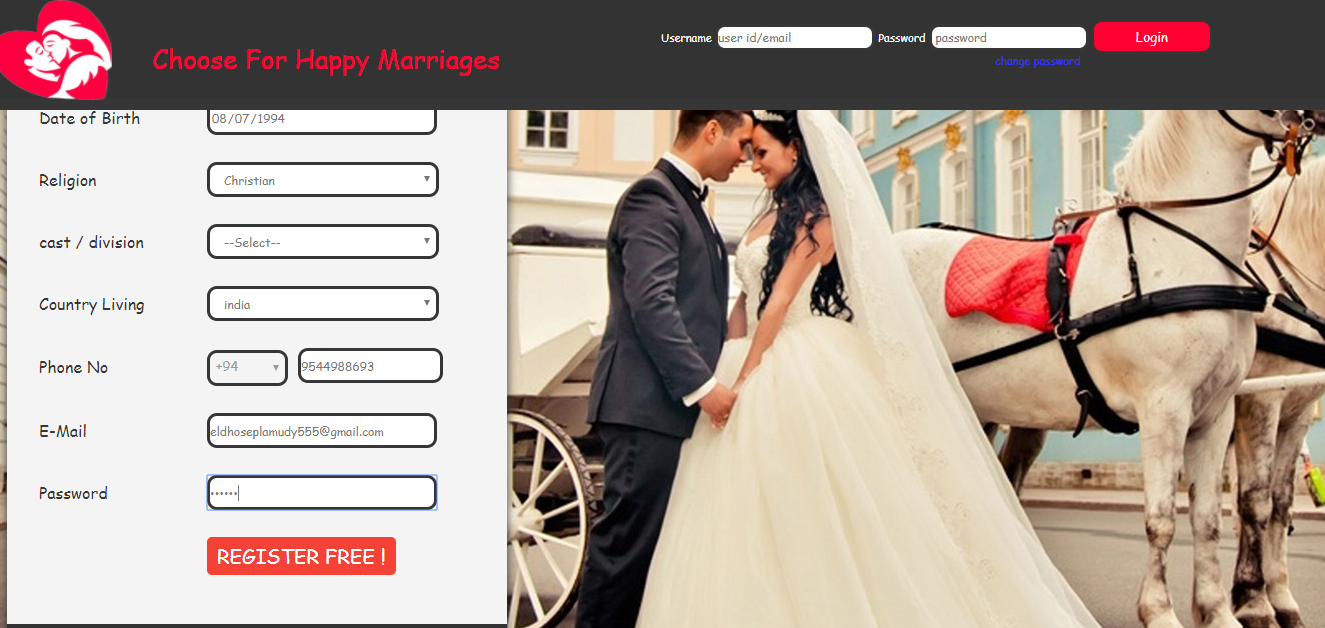 Username user id/email Password password Login
Choose For Happy Marriages
change password
Date of Birth 08/07/1994
Religion Christian
cast / division --Select--
Country Living india
Phone No +94 9544988693
E-Mail eldhoseplamudy555@gmail.com
Password ••••••
REGISTER FREE !